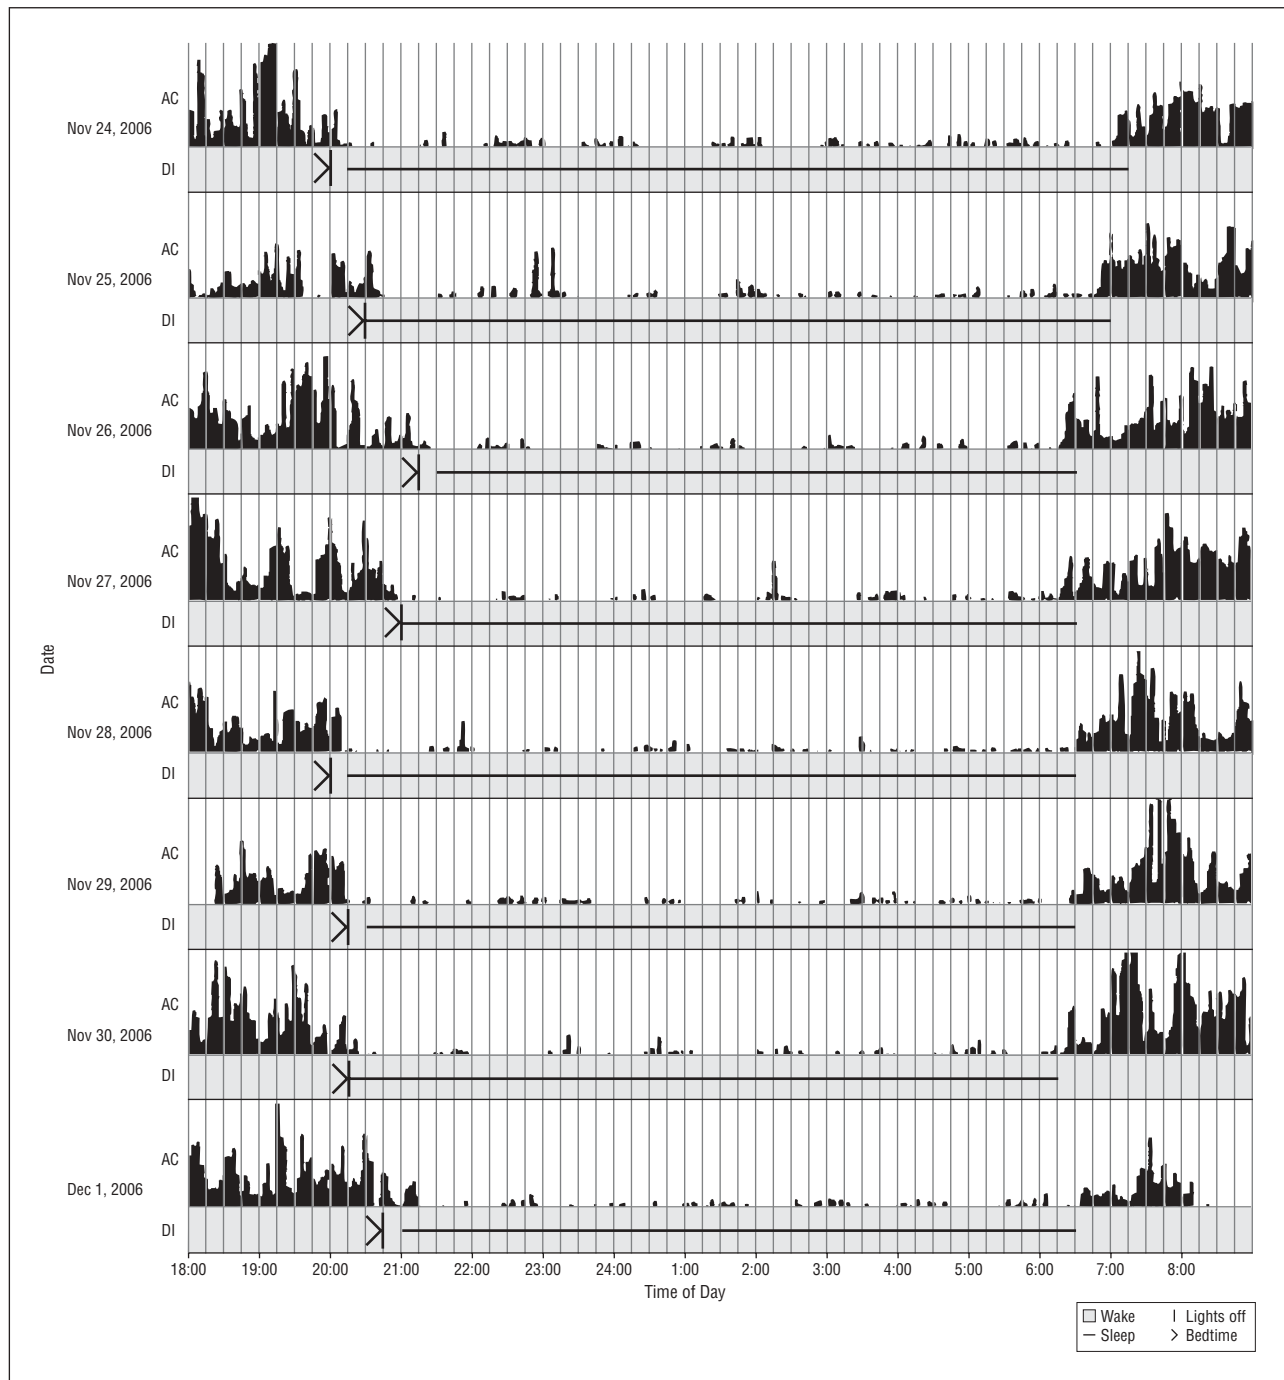 AC
Nov 24, 2006
DI
AC
Nov 25, 2006
DI
AC
Nov 26, 2006
DI
AC
Nov 27, 2006
DI
Date
AC
Nov 28, 2006
DI
AC
Nov 29, 2006
DI
AC
Nov 30, 2006
DI
AC
Dec 1, 2006
DI
18:00 19:00 20:00 21:00 22:00 23:00 24:00 1:00 2:00 3:00 4:00 5:00 6:00 7:00 8:00
Time of Day
Wake Lights off
Sleep Bedtime